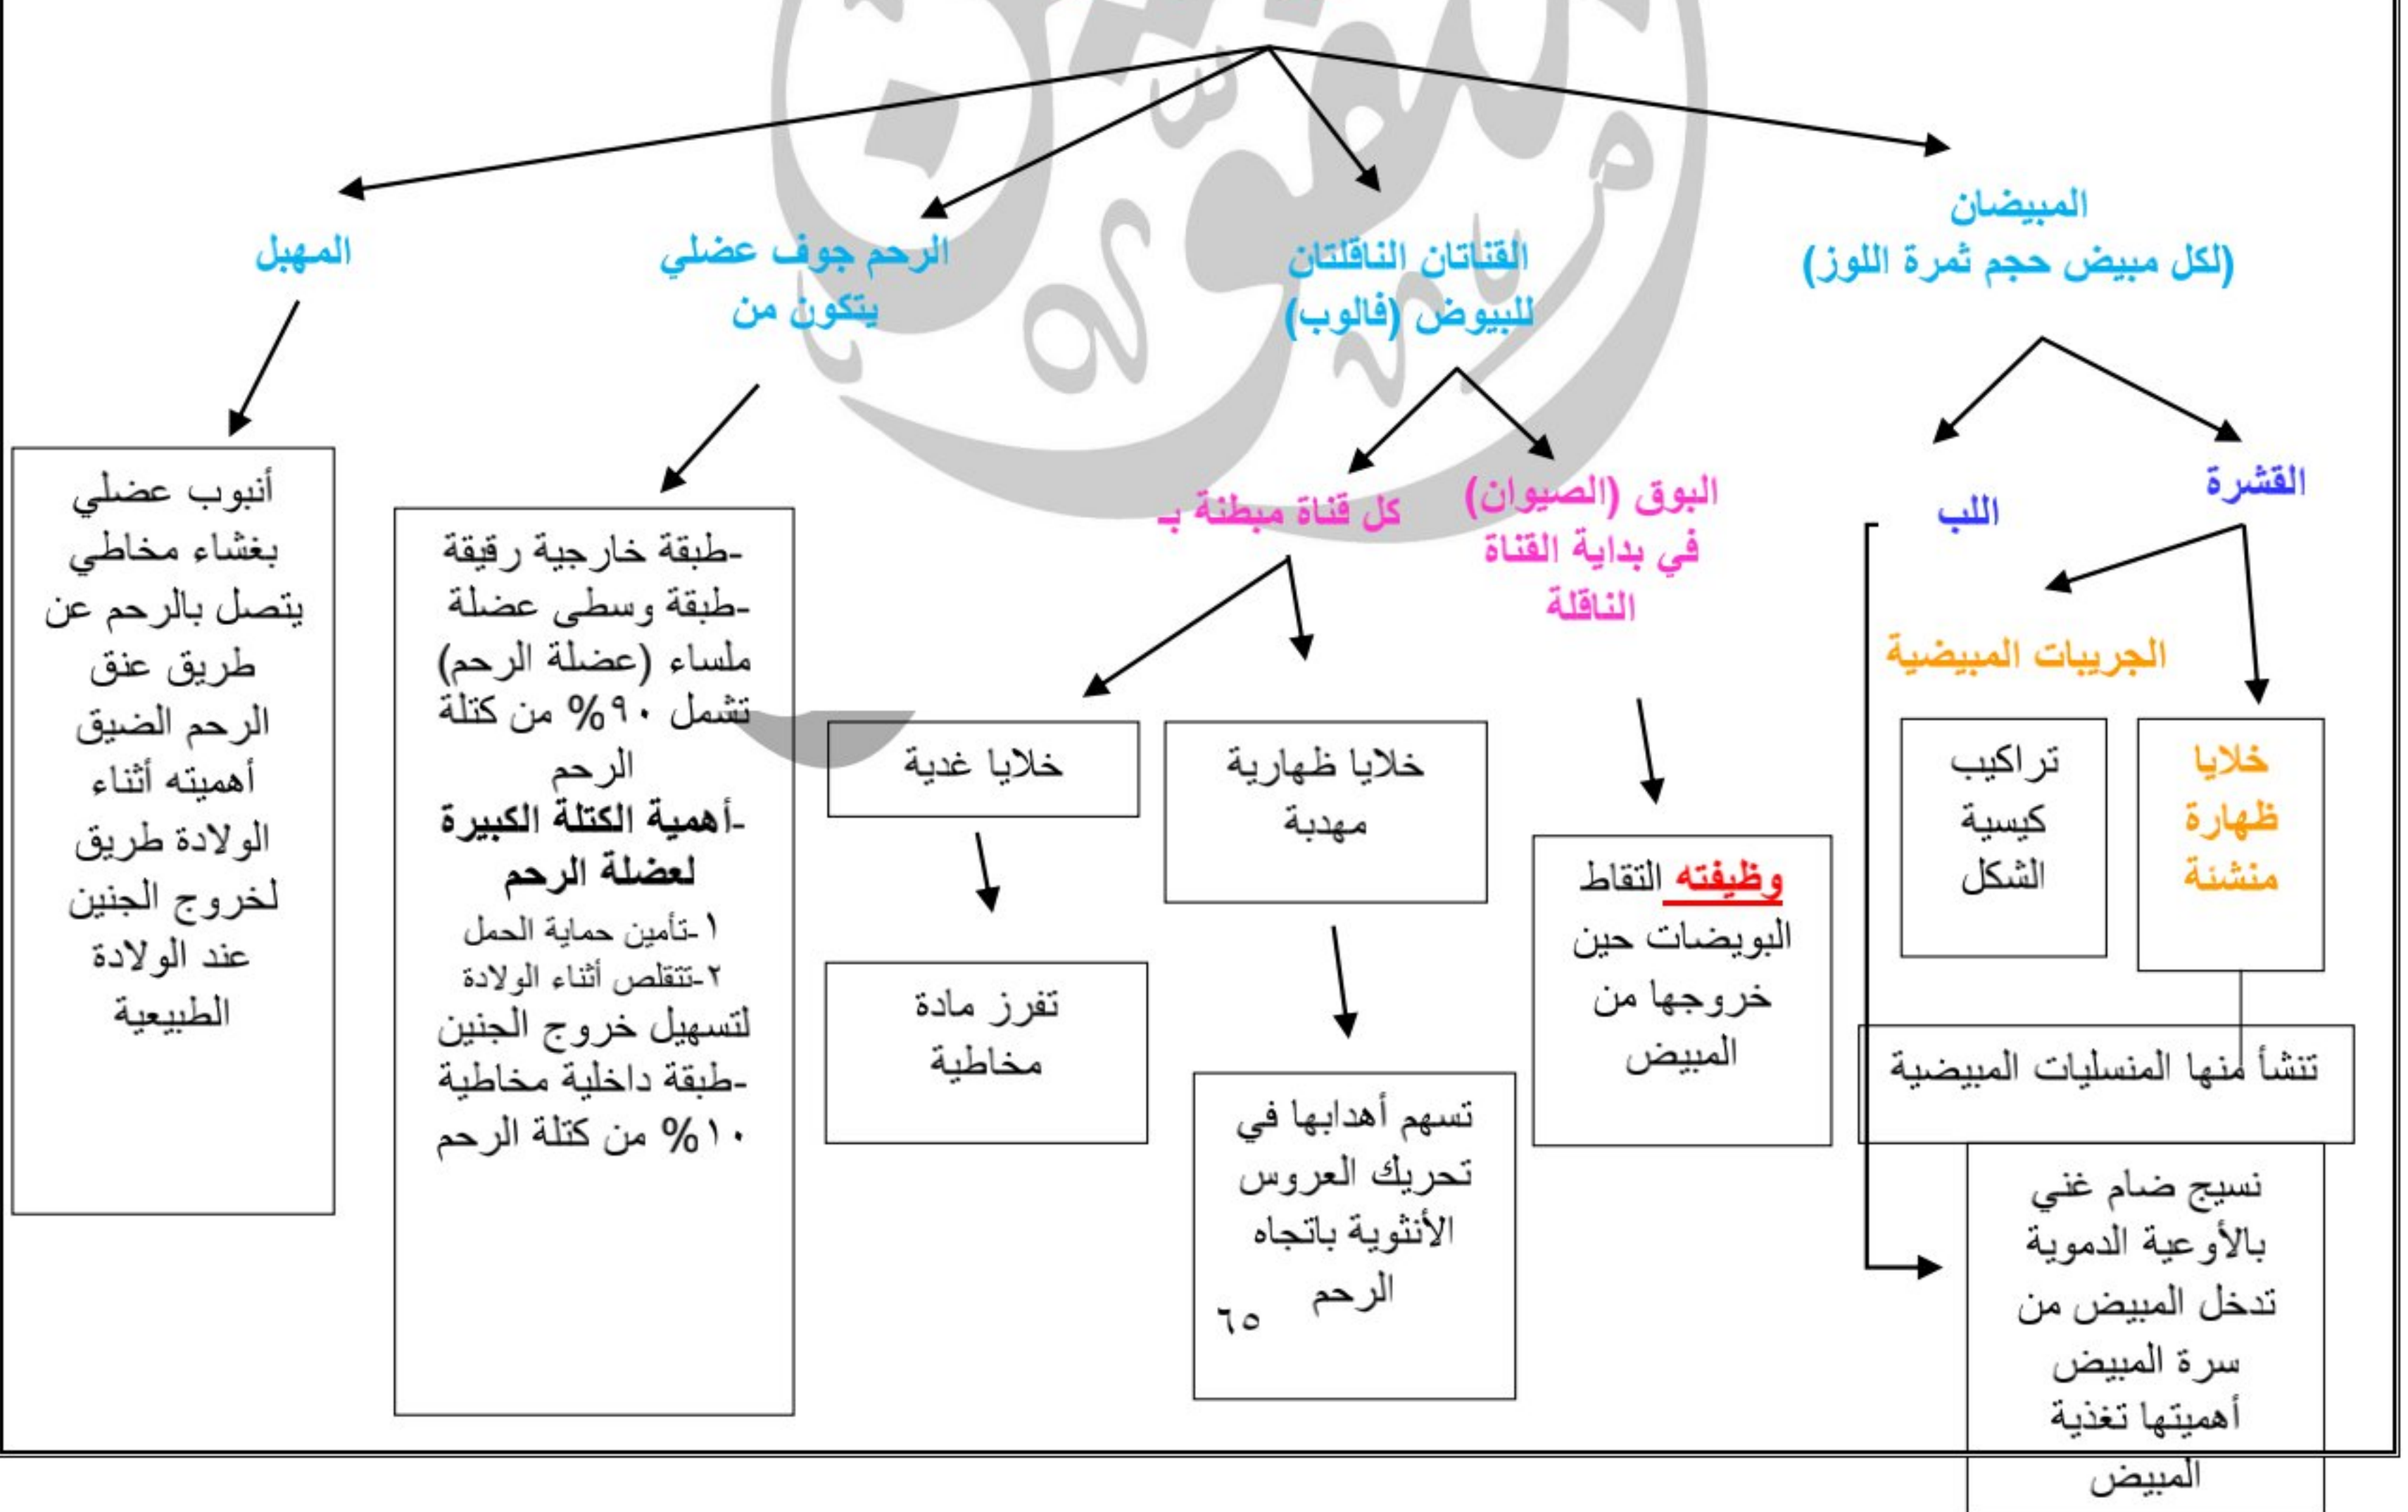 المبيضان
(لكل مبيض حجم ثمرة اللوز)
القناتان الناقلتان
للبيوض (فالوب)
الرحم جوف عضلي
يتكون من
المهبل
القشرة
اللب
الجريبات المبيضية
خلايا
ظهارة
منشئة
تراكيب
كيسية
الشكل
تنشأ منها المنسليات المبيضية
نسيج ضام غني
بالأوعية الدموية
تدخل المبيض من
سرة المبيض
أهميتها تغذية
المبيض
البوق (الصيوان)
في بداية القناة
الناقلة
وظيفته التقاط
البويضات حين
خروجها من
المبيض
كل قناة مبطنة بـ
خلايا ظهارية
مهدبة
تسهم أهدابها في
تحريك العروس
الأنثوية باتجاه
الرحم
٦٥
خلايا غدية
تفرز مادة
مخاطية
-طبقة خارجية رقيقة
-طبقة وسطى عضلة
ملساء (عضلة الرحم)
تشمل ٩٠% من كتلة
الرحم
-أهمية الكتلة الكبيرة
لعضلة الرحم
١-تأمين حماية الحمل
٢-تتقلص أثناء الولادة
لتسهيل خروج الجنين
-طبقة داخلية مخاطية
١٠% من كتلة الرحم
أنبوب عضلي
بغشاء مخاطي
يتصل بالرحم عن
طريق عنق
الرحم الضيق
أهميته أثناء
الولادة طريق
لخروج الجنين
عند الولادة
الطبيعية